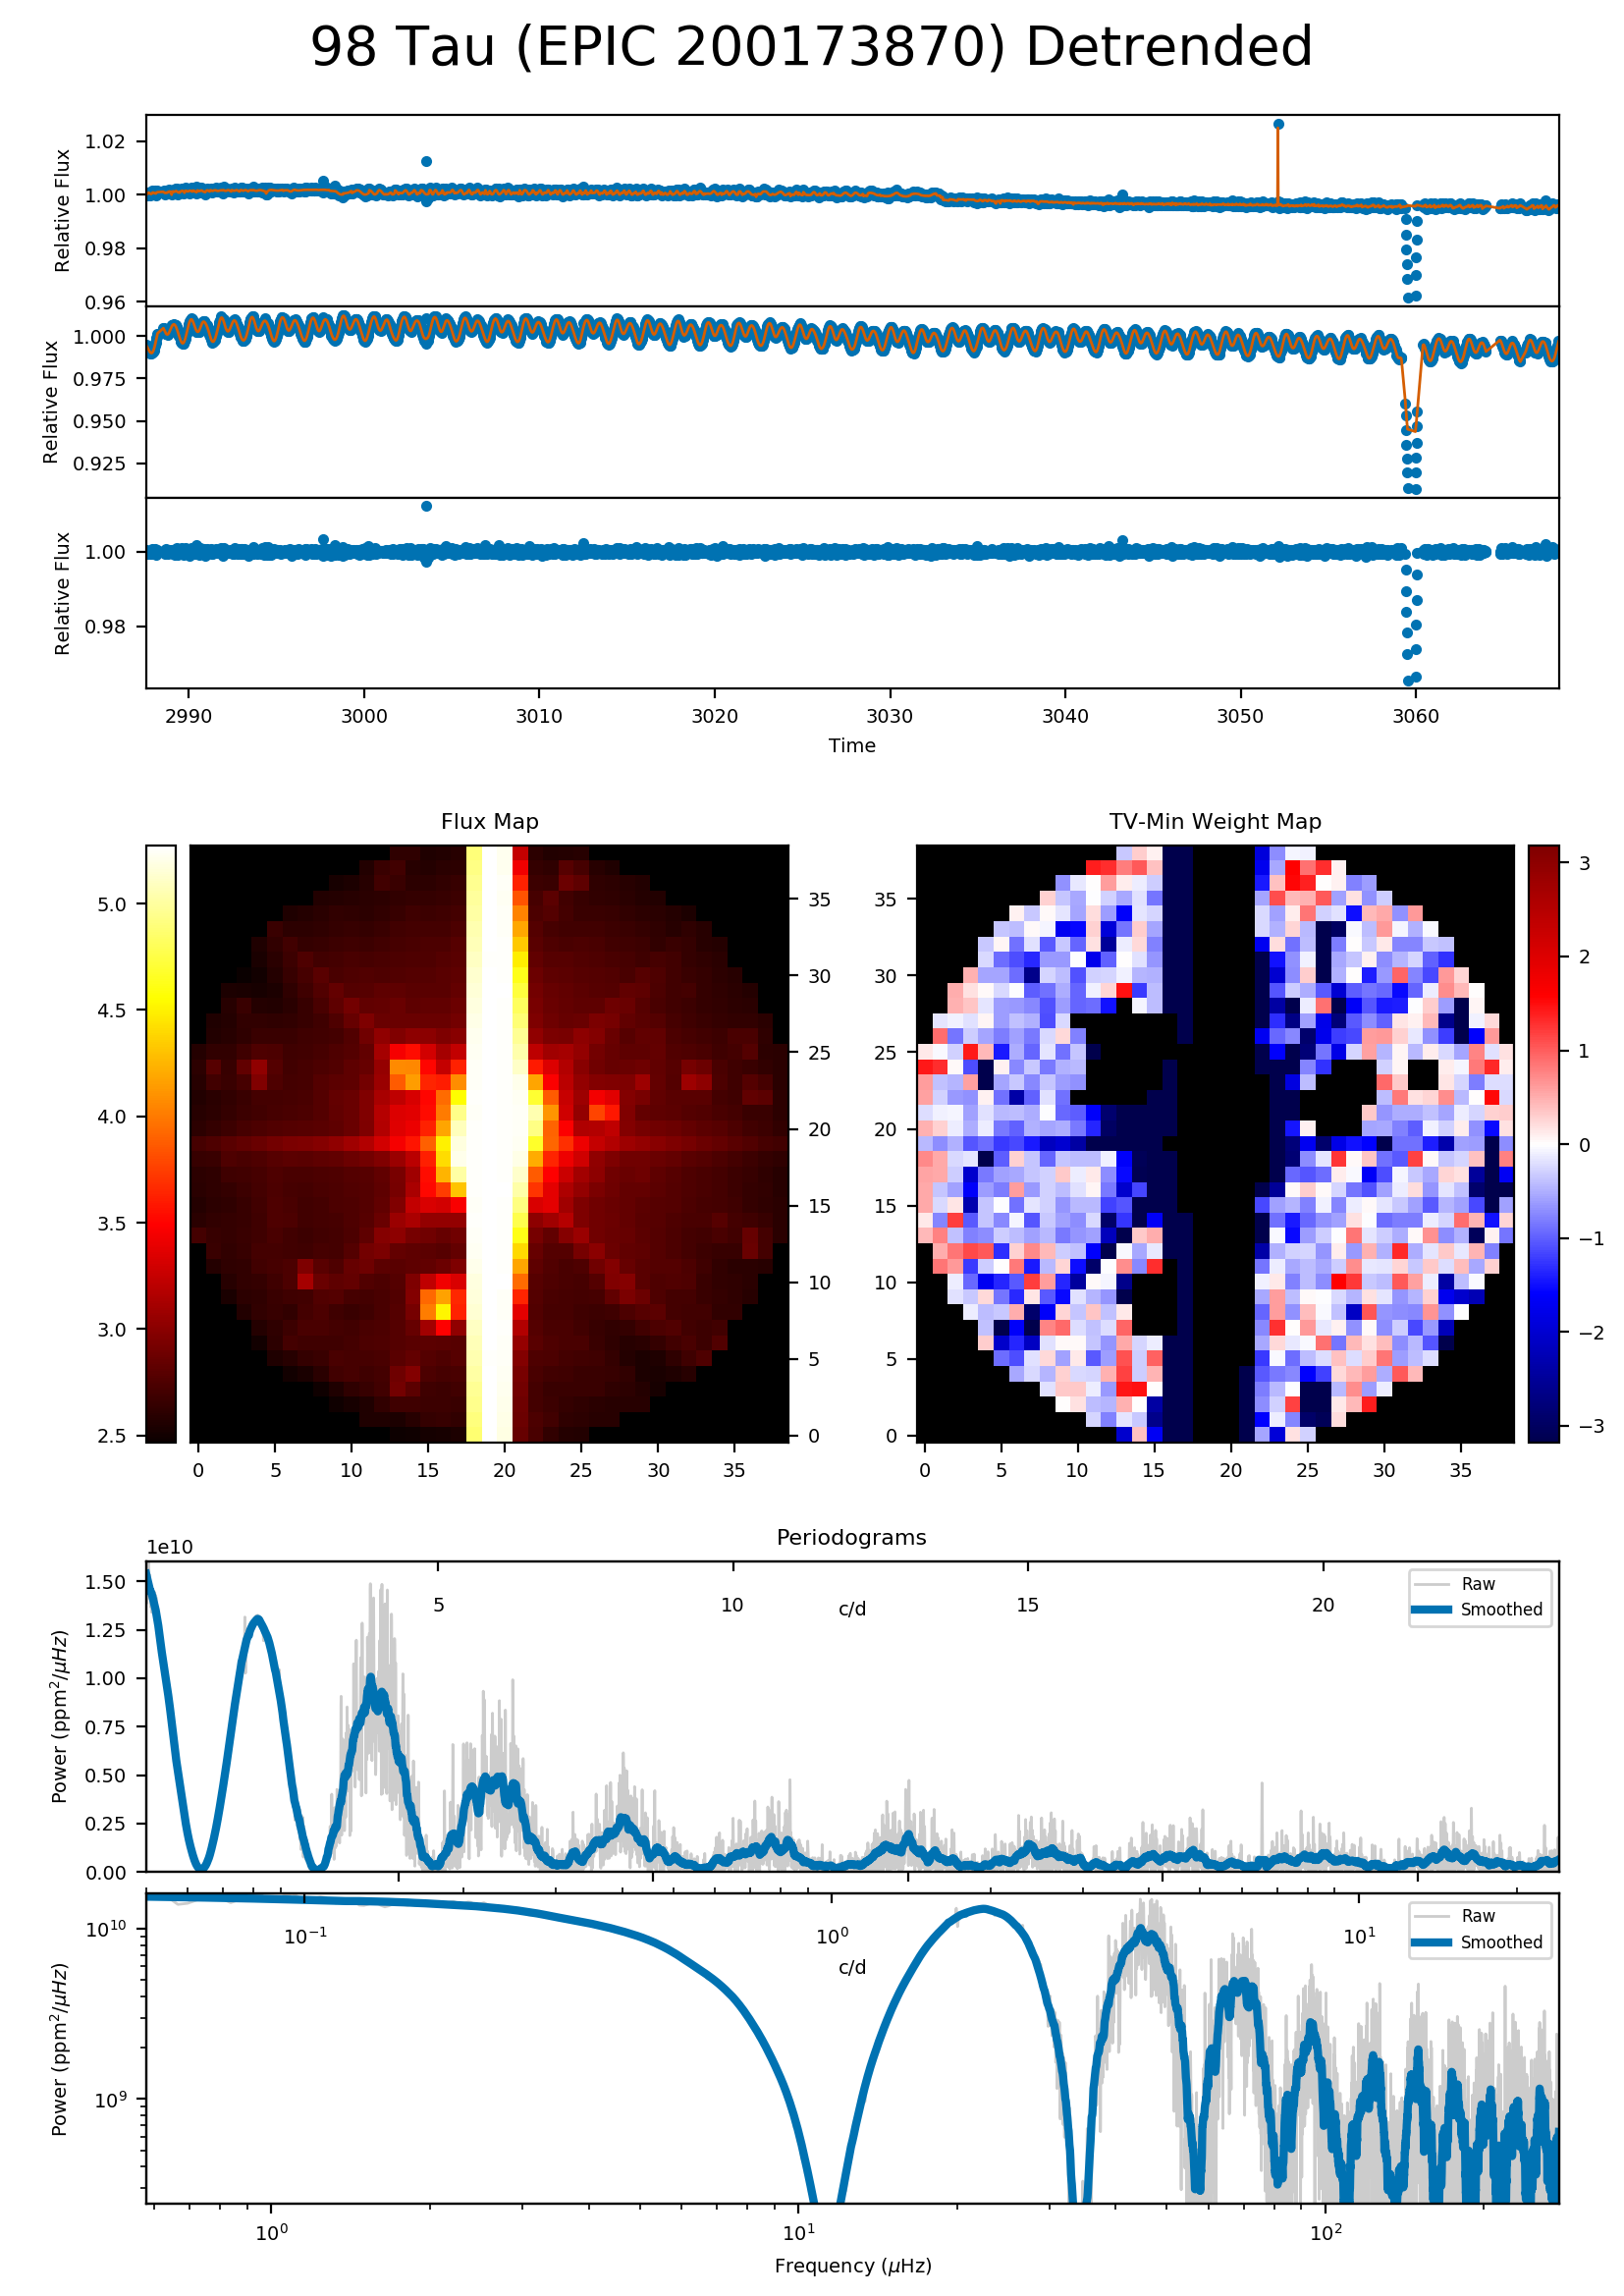 98 Tau (EPIC 200173870) Detrended
Relative Flux
1.02
1.00
0.98
0.96
Relative Flux
1.000
0.975
0.950
0.925
Relative Flux
1.00
0.98
2990 3000 3010 3020 3030 3040 3050 3060
Time
Flux Map
5.0
4.5
4.0
3.5
3.0
2.5
35
30
25
20
15
10
5
0
0 5 10 15 20 25 30 35
TV-Min Weight Map
35
30
25
20
15
10
5
0
0 5 10 15 20 25 30 35
3
2
1
0
−1
−2
−3
Periodograms
1e10
Power (ppm²/μHz)
1.50
1.25
1.00
0.75
0.50
0.25
0.00
5 10 15 20
c/d
Raw
Smoothed
Power (ppm²/μHz)
10¹⁰
10⁹
10⁻¹ 10⁰ 10¹
c/d
Raw
Smoothed
10⁰ 10¹ 10²
Frequency (μHz)